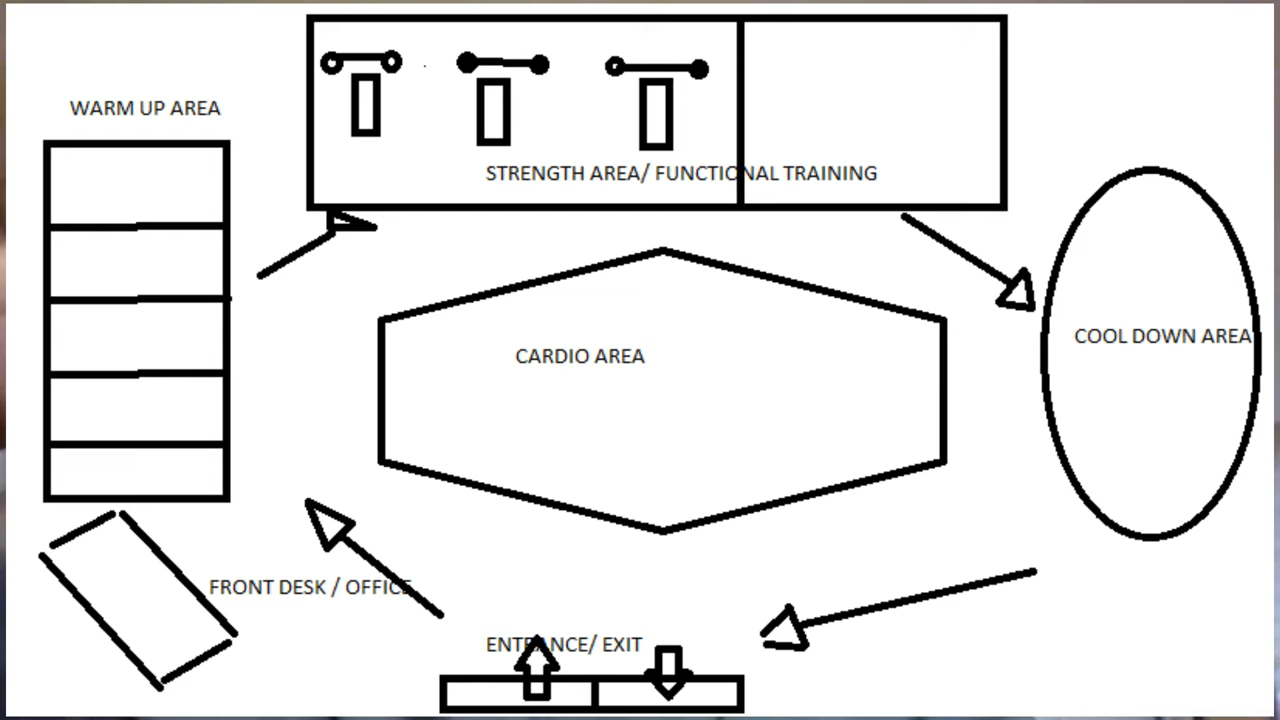 WARM UP AREA
STRENGTH AREA/ FUNCTIONAL TRAINING
COOL DOWN AREA
CARDIO AREA
FRONT DESK / OFFICE
ENTRANCE/ EXIT